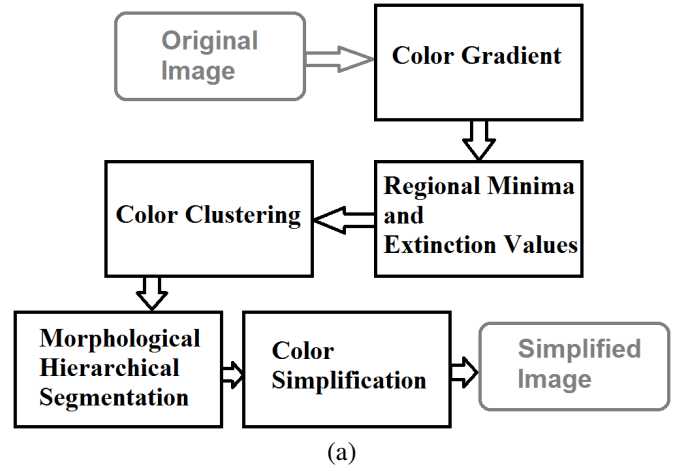 Original
Image
Color Gradient
Regional Minima
and
Extinction Values
Color Clustering
Morphological
Hierarchical
Segmentation
Color
Simplification
Simplified
Image
(a)